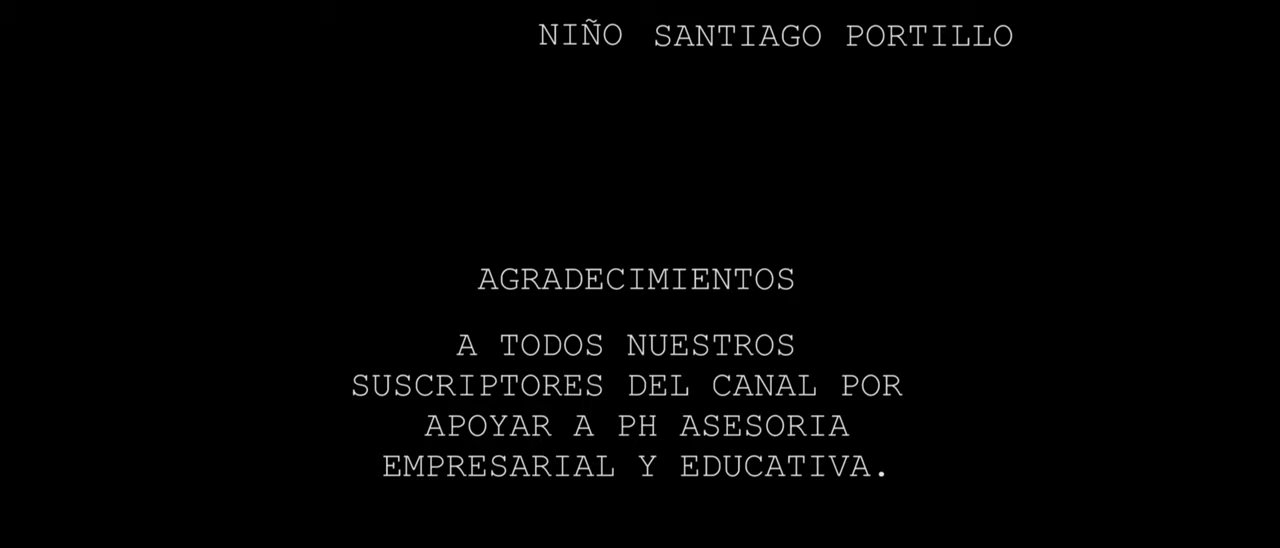 NIÑO SANTIAGO PORTILLO
AGRADECIMIENTOS
A TODOS NUESTROS
SUSCRIPTORES DEL CANAL POR
APOYAR A PH ASESORIA
EMPRESARIAL Y EDUCATIVA.